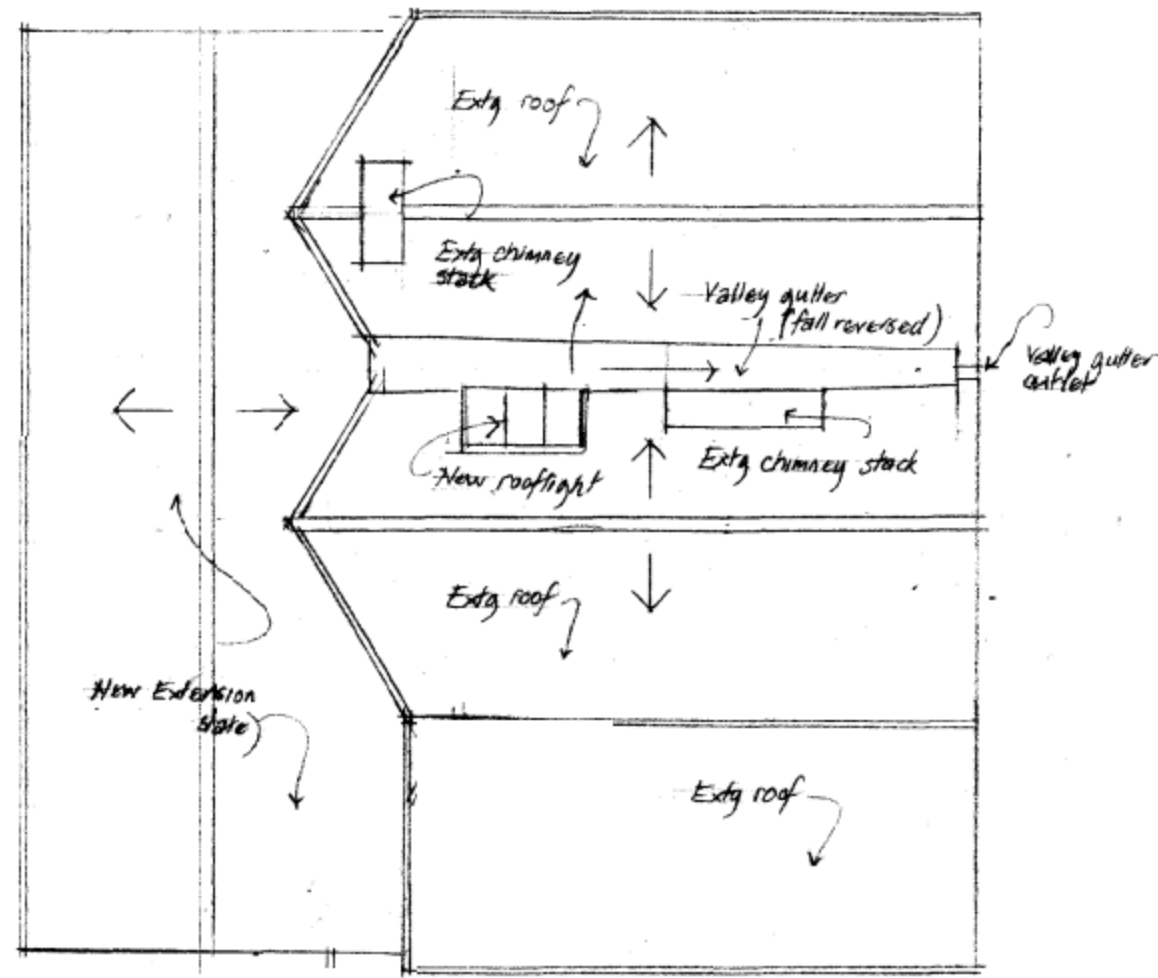 Extg roof
Extg chimney
stack
Valley gutter
(fall reversed)
Valley gutter
outlet
New rooflight
Extg chimney stack
Extg roof
New Extension
slate)
Extg roof